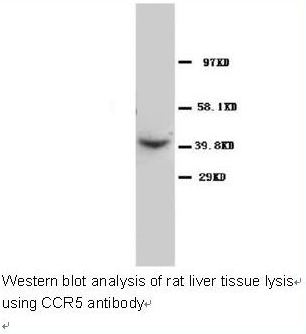 97KD
58.1KD
39.8KD
29KD
Western blot analysis of rat liver tissue lysis
using CCR5 antibody